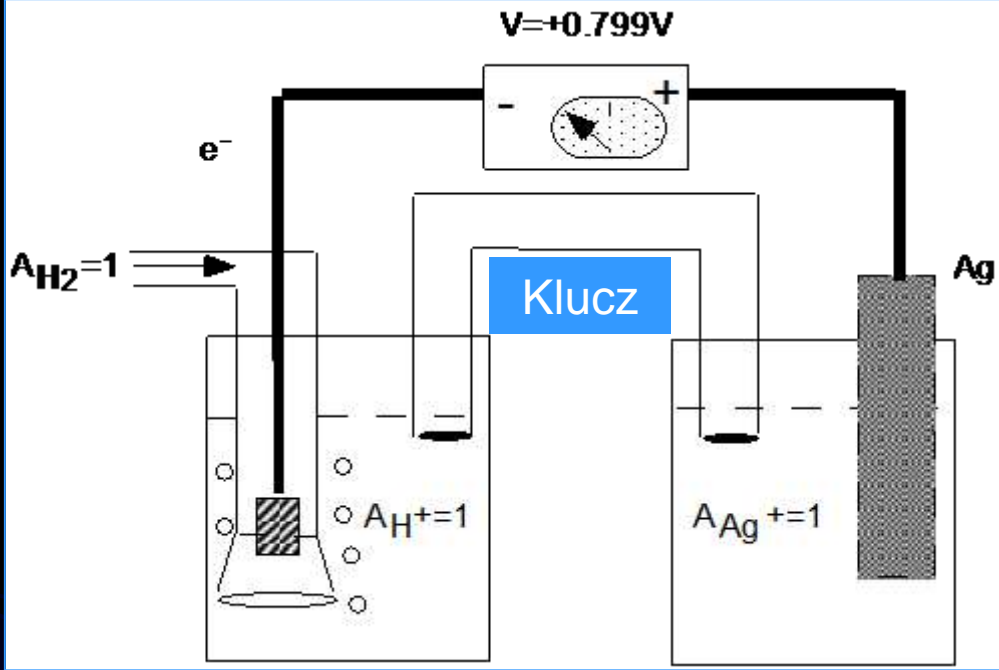 V=+0.799V
- +
e⁻
A_H2=1
Ag
Klucz
A_H+=1
A_Ag+=1